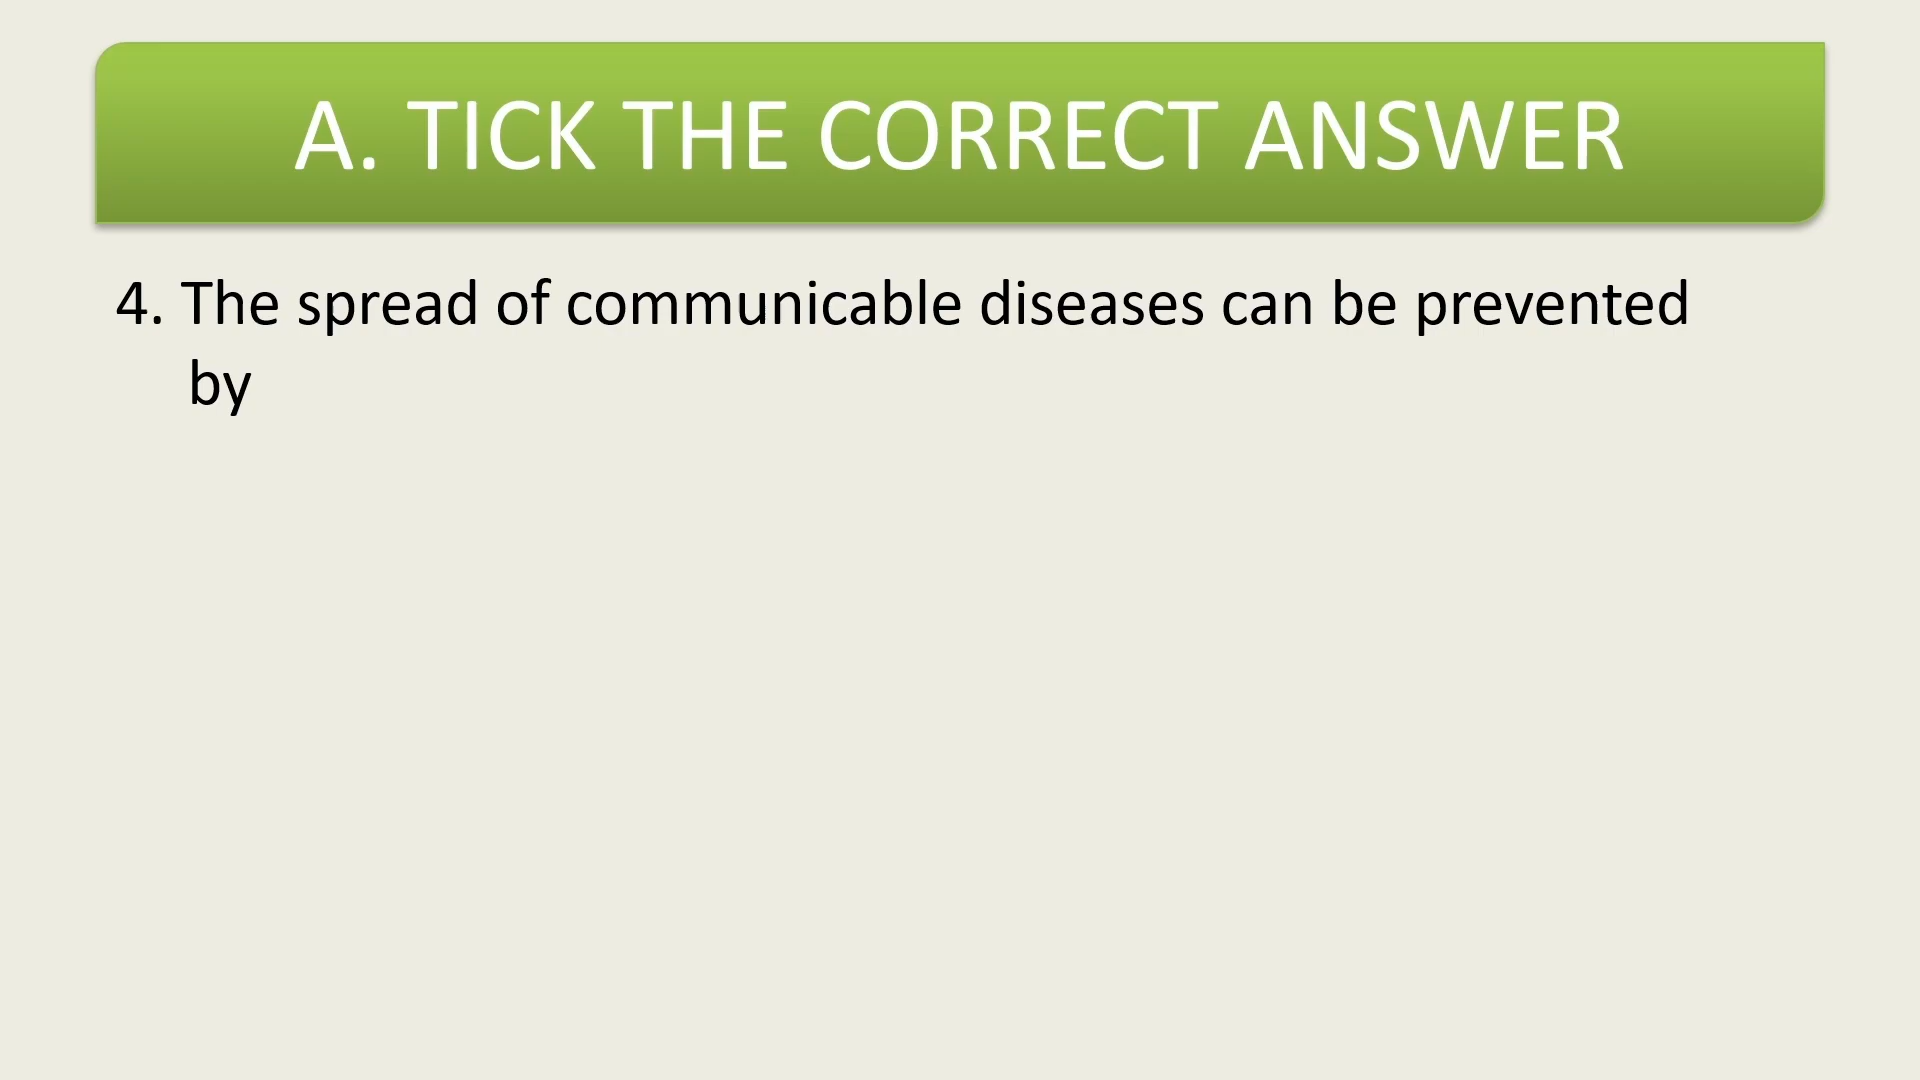 A. TICK THE CORRECT ANSWER
4. The spread of communicable diseases can be prevented
by